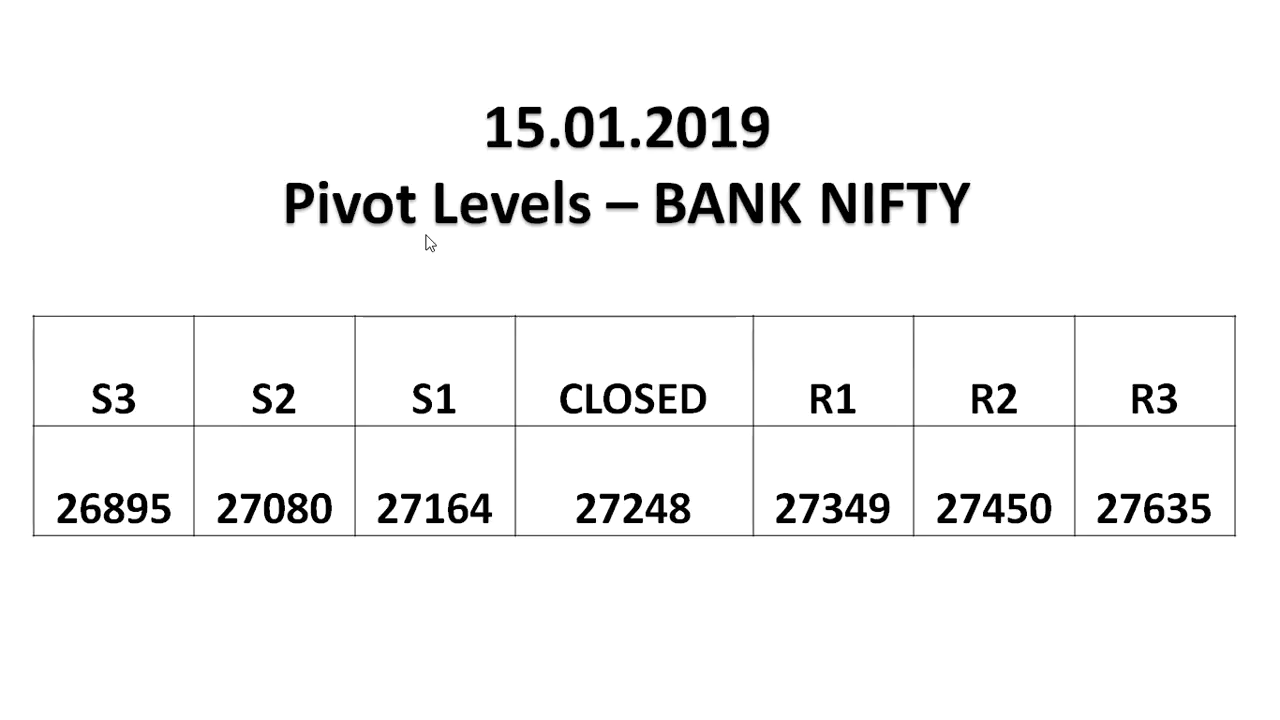 15.01.2019
Pivot Levels – BANK NIFTY
S3 S2 S1 CLOSED R1 R2 R3
26895 27080 27164 27248 27349 27450 27635